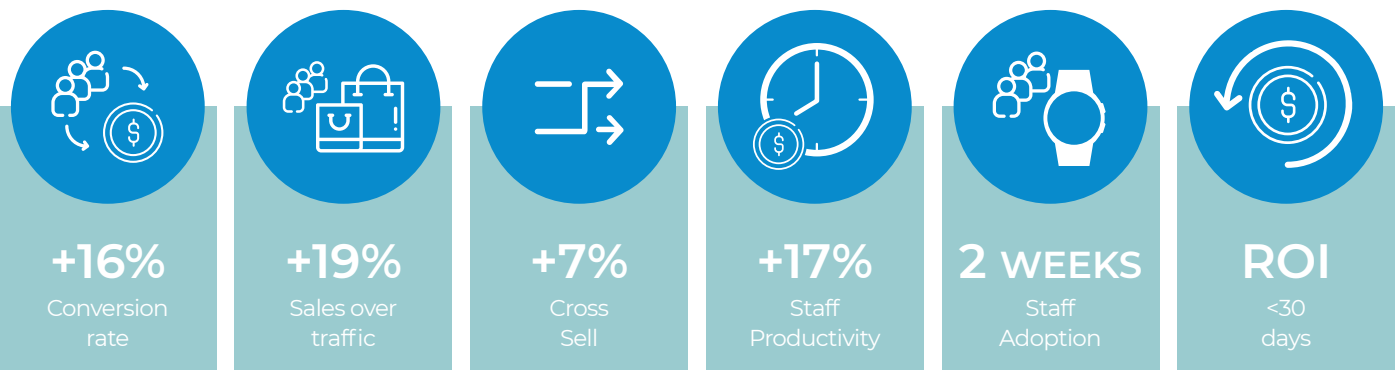 $
$
$
+16%
Conversion
rate
+19%
Sales over
traffic
+7%
Cross
Sell
+17%
Staff
Productivity
2 WEEKS
Staff
Adoption
ROI
<30
days